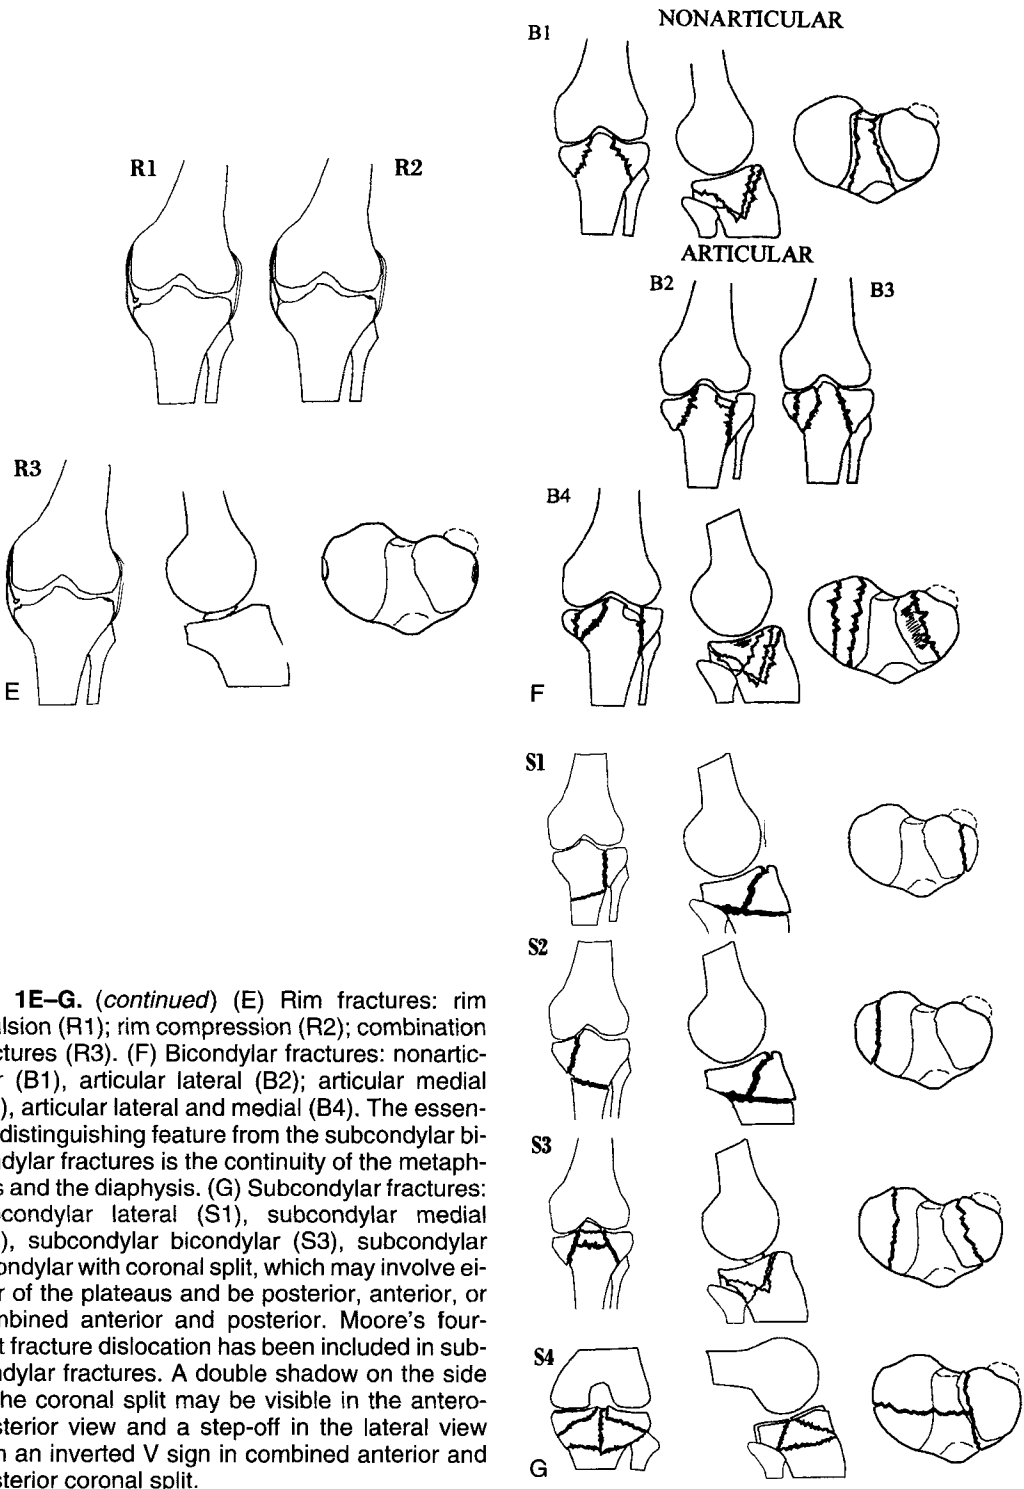 NONARTICULAR
B1
R1
R2
ARTICULAR
B2
B3
R3
B4
E
F
S1
S2
1E–G. (continued) (E) Rim fractures: rim
lsion (R1); rim compression (R2); combination
ctures (R3). (F) Bicondylar fractures: nonartic-
r (B1), articular lateral (B2); articular medial
), articular lateral and medial (B4). The essen-
distinguishing feature from the subcondylar bi-
dylar fractures is the continuity of the metaph-
s and the diaphysis. (G) Subcondylar fractures:
condylar lateral (S1), subcondylar medial
), subcondylar bicondylar (S3), subcondylar
ondylar with coronal split, which may involve ei-
r of the plateaus and be posterior, anterior, or
mbined anterior and posterior. Moore's four-
t fracture dislocation has been included in sub-
ndylar fractures. A double shadow on the side
he coronal split may be visible in the antero-
sterior view and a step-off in the lateral view
n an inverted V sign in combined anterior and
sterior coronal split.
S3
S4
G